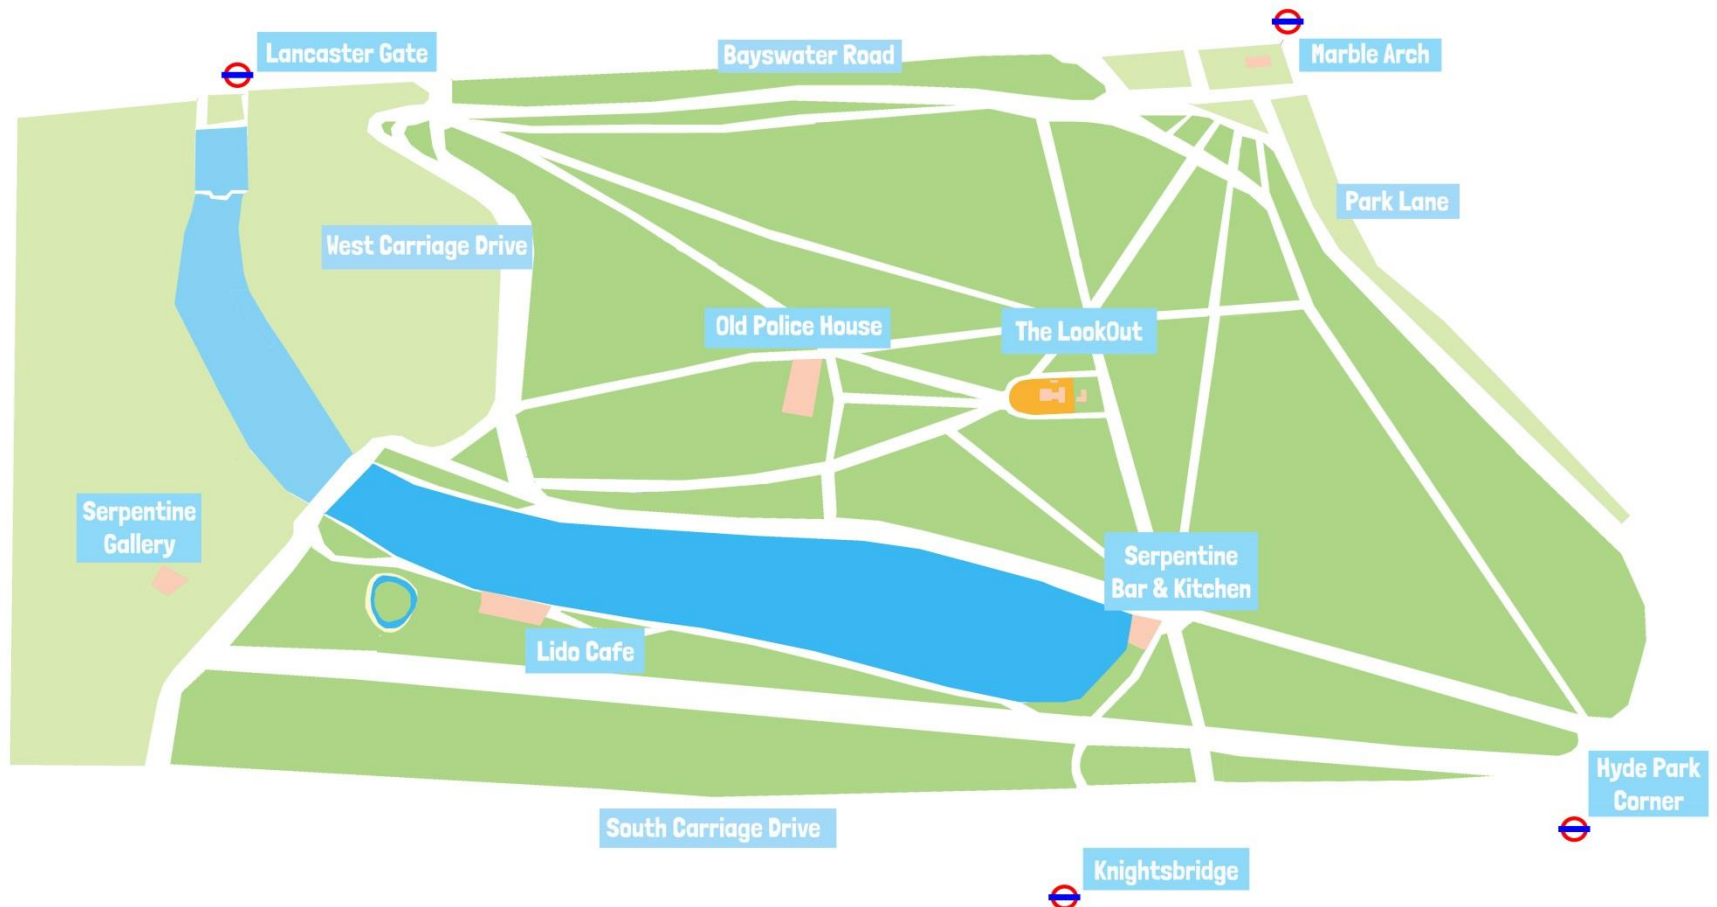 Lancaster Gate
Bayswater Road
Marble Arch
Park Lane
West Carriage Drive
Old Police House
The LookOut
Serpentine
Gallery
Serpentine
Bar & Kitchen
Lido Cafe
Hyde Park
Corner
South Carriage Drive
Knightsbridge